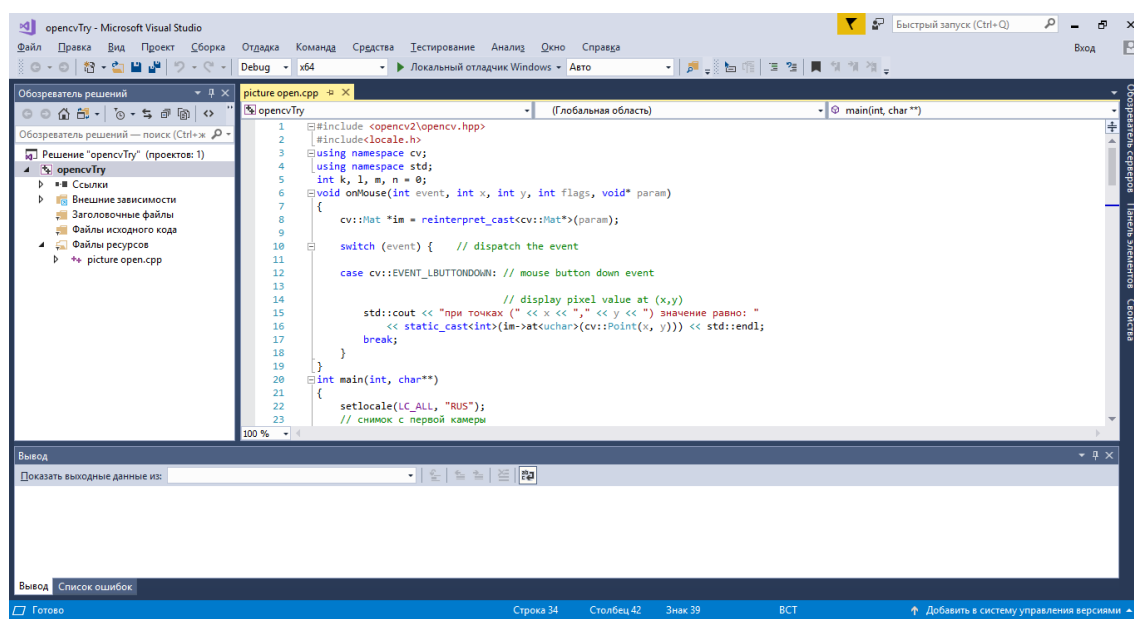 opencvTry - Microsoft Visual Studio
Быстрый запуск (Ctrl+Q)
Файл Правка Вид Проект Сборка Отладка Команда Средства Тестирование Анализ Окно Справка
Вход
Debug x64 Локальный отладчик Windows Авто
Обозреватель решений
Обозреватель решений — поиск (Ctrl+ж
Решение "opencvTry" (проектов: 1)
opencvTry
Ссылки
Внешние зависимости
Заголовочные файлы
Файлы исходного кода
Файлы ресурсов
picture open.cpp
picture open.cpp
opencvTry (Глобальная область) main(int, char **)
1 #include <opencv2\opencv.hpp>
2 #include<locale.h>
3 using namespace cv;
4 using namespace std;
5 int k, l, m, n = 0;
6 void onMouse(int event, int x, int y, int flags, void* param)
7 {
8 cv::Mat *im = reinterpret_cast<cv::Mat*>(param);
9
10 switch (event) { // dispatch the event
11
12 case cv::EVENT_LBUTTONDOWN: // mouse button down event
13
14 // display pixel value at (x,y)
15 std::cout << "при точках (" << x << "," << y << ") значение равно: "
16 << static_cast<int>(im->at<uchar>(cv::Point(x, y))) << std::endl;
17 break;
18 }
19 }
20 int main(int, char**)
21 {
22 setlocale(LC_ALL, "RUS");
23 // снимок с первой камеры
100 %
Обозреватель серверов
Панель элементов
Свойства
Вывод
Показать выходные данные из:
Вывод Список ошибок
Готово Строка 34 Столбец 42 Знак 39 ВСТ Добавить в систему управления версиями